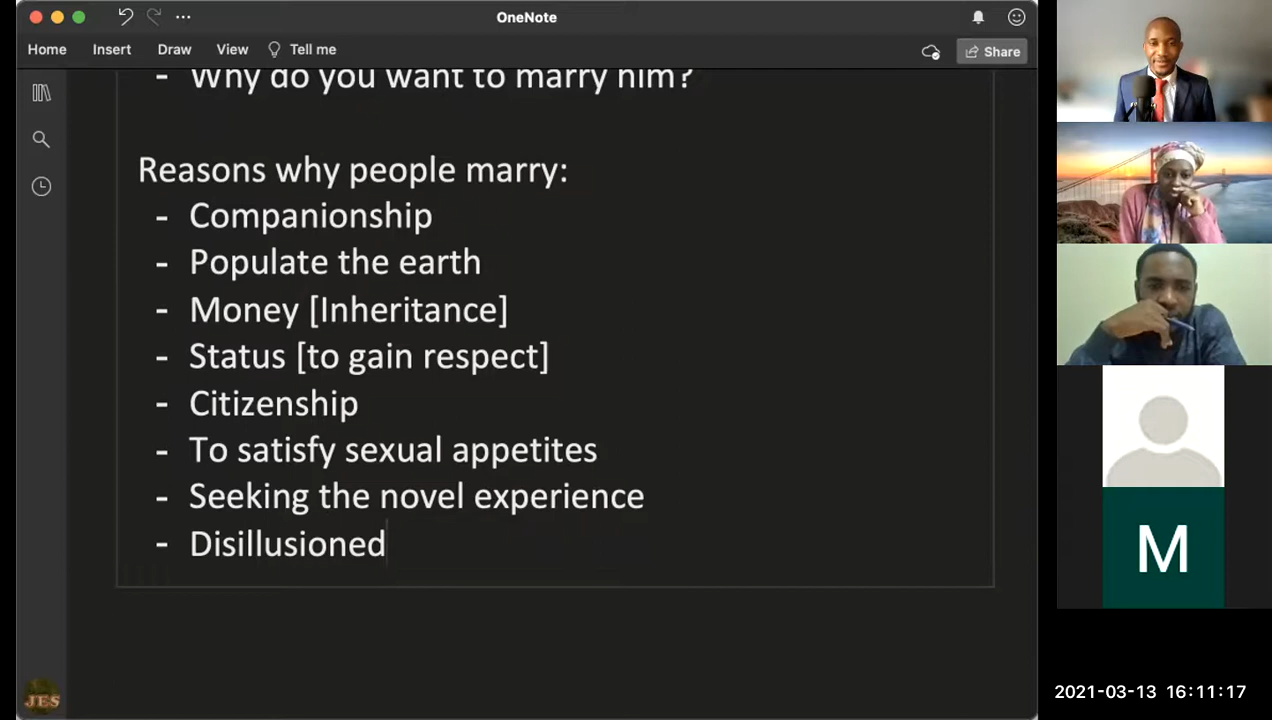 OneNote
Home Insert Draw View Tell me Share
- Why do you want to marry him?
Reasons why people marry:
- Companionship
- Populate the earth
- Money [Inheritance]
- Status [to gain respect]
- Citizenship
- To satisfy sexual appetites
- Seeking the novel experience
- Disillusioned
M
JES
2021-03-13 16:11:17